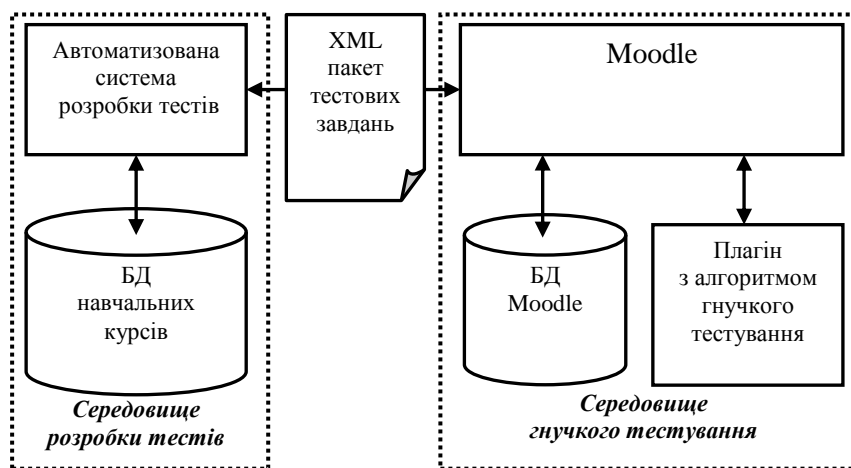 Автоматизована
система
розробки тестів
XML
пакет
тестових
завдань
Moodle
БД
навчальних
курсів
БД
Moodle
Плагін
з алгоритмом
гнучкого
тестування
Середовище
розробки тестів
Середовище
гнучкого тестування